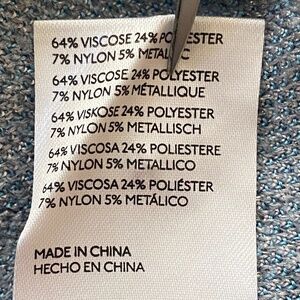 64% VISCOSE 24% POLYESTER
7% NYLON 5% METALLIC
64% VISCOSE 24% POLYESTER
7% NYLON 5% MÉTALLIQUE
64% VISKOSE 24% POLYESTER
7% NYLON 5% METALLISCH
64% VISCOSA 24% POLIESTERE
7% NYLON 5% METALLICO
64% VISCOSA 24% POLIÉSTER
7% NYLON 5% METÁLICO
MADE IN CHINA
HECHO EN CHINA